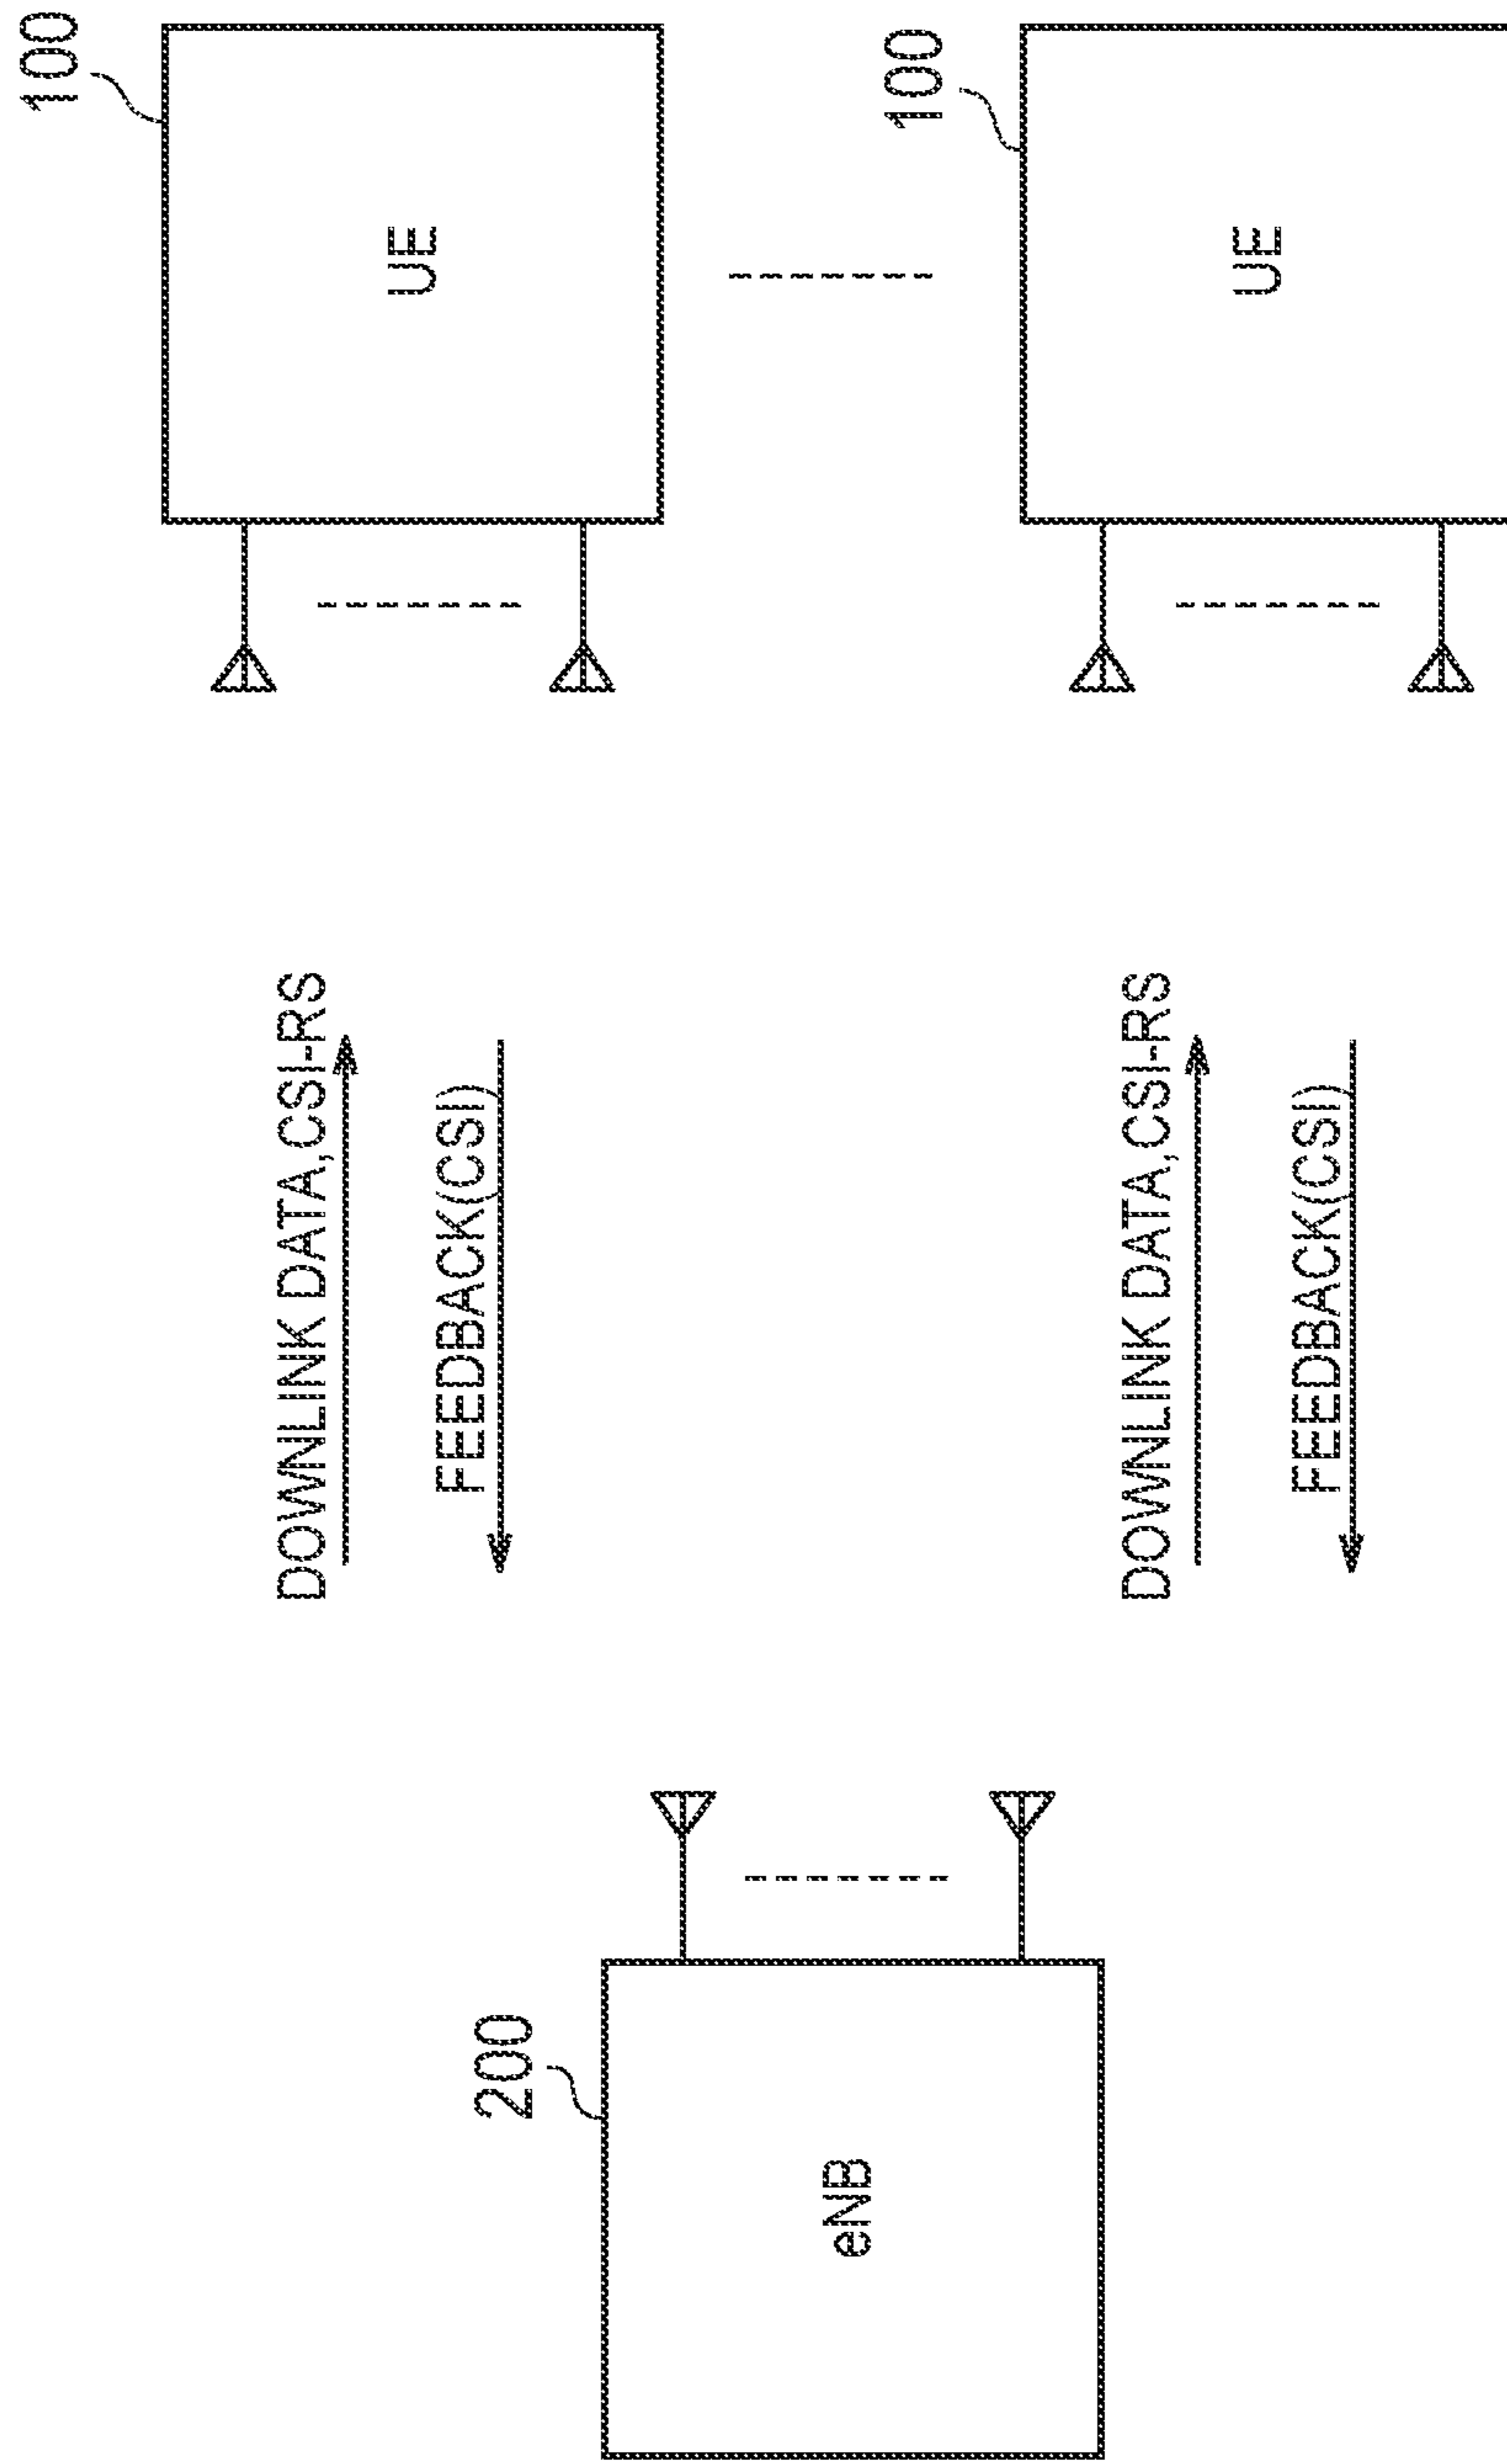 200
eNB
DOWNLINK DATA,CSI-RS
FEEDBACK(CSI)
DOWNLINK DATA,CSI-RS
FEEDBACK(CSI)
100
UE
100
UE